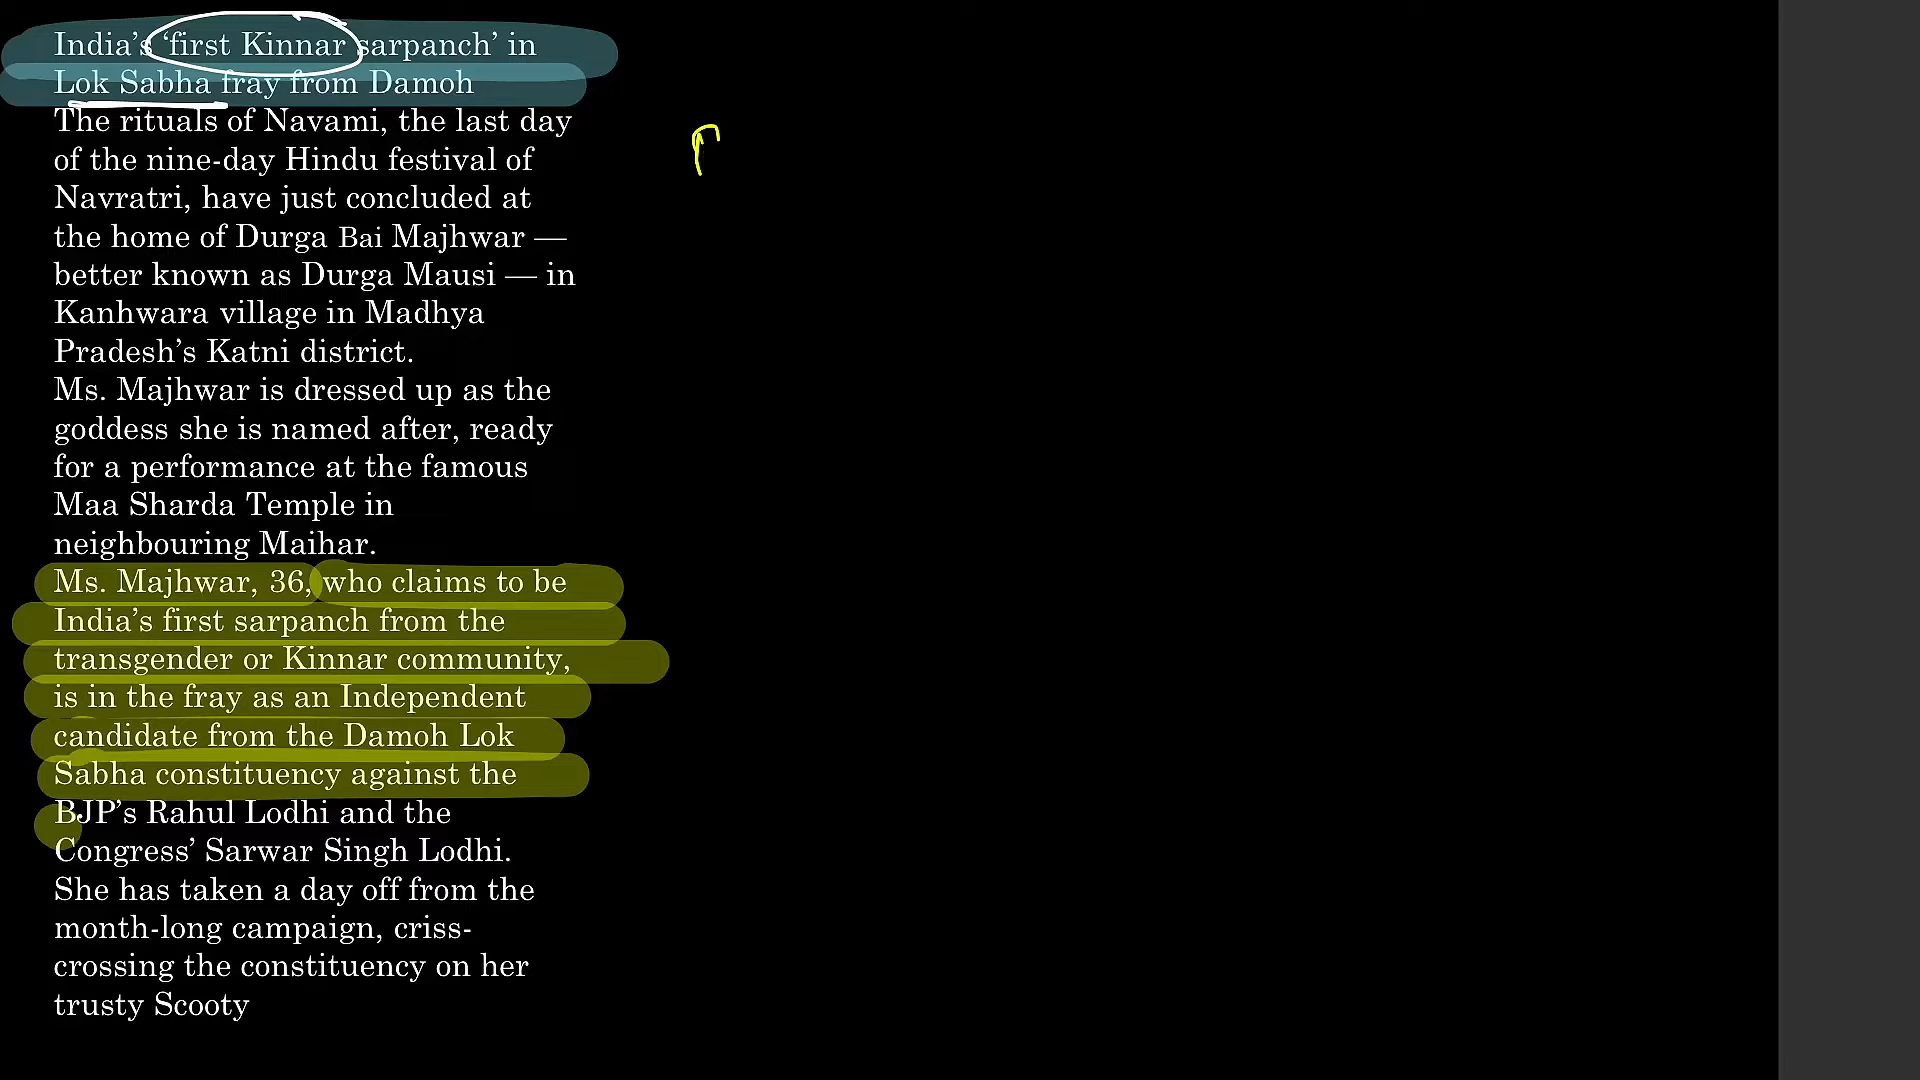 India’s ‘first Kinnar sarpanch’ in
Lok Sabha fray from Damoh
The rituals of Navami, the last day
of the nine-day Hindu festival of
Navratri, have just concluded at
the home of Durga Bai Majhwar —
better known as Durga Mausi — in
Kanhwara village in Madhya
Pradesh’s Katni district.
Ms. Majhwar is dressed up as the
goddess she is named after, ready
for a performance at the famous
Maa Sharda Temple in
neighbouring Maihar.
Ms. Majhwar, 36, who claims to be
India’s first sarpanch from the
transgender or Kinnar community,
is in the fray as an Independent
candidate from the Damoh Lok
Sabha constituency against the
BJP’s Rahul Lodhi and the
Congress’ Sarwar Singh Lodhi.
She has taken a day off from the
month-long campaign, criss-
crossing the constituency on her
trusty Scooty